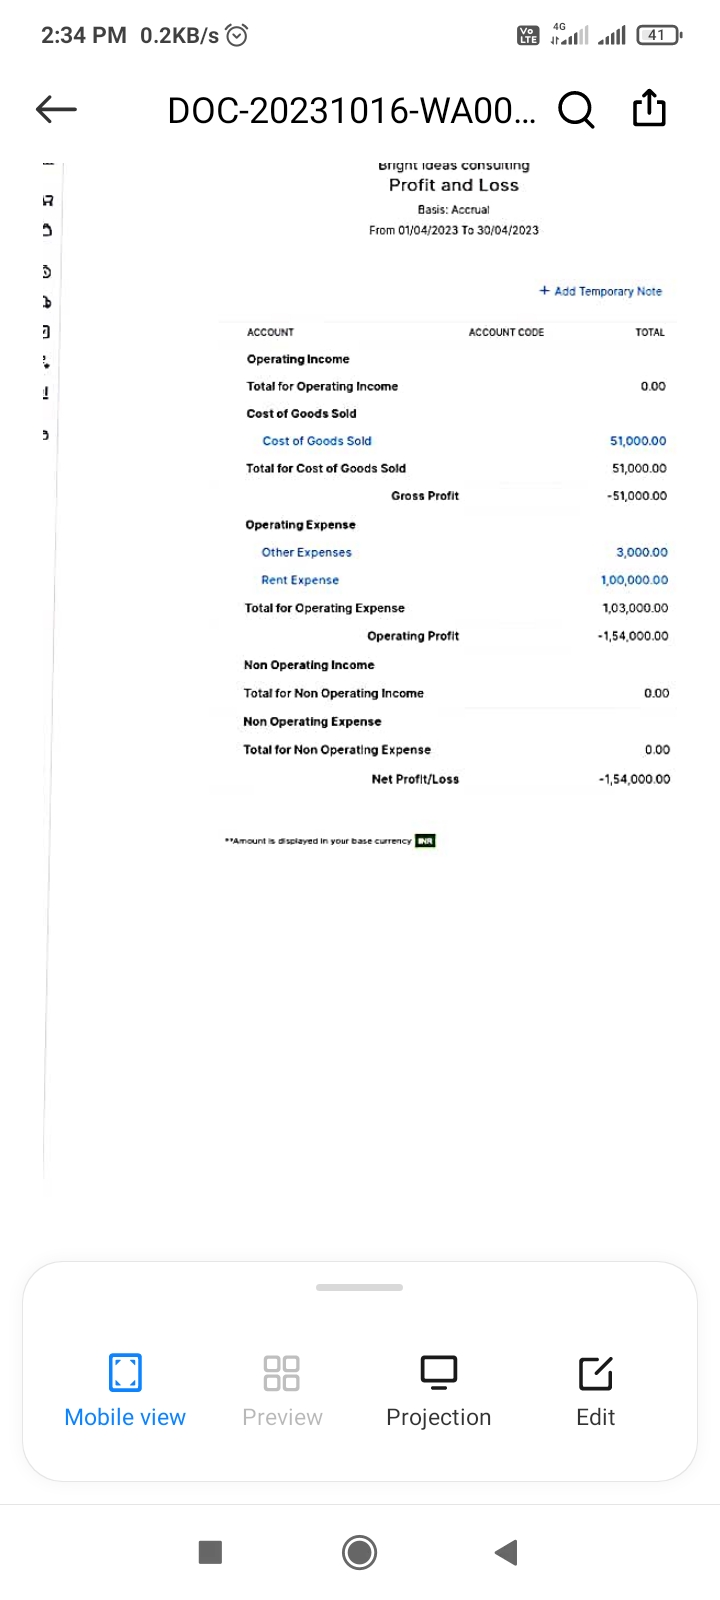 2:34 PM 0.2KB/s Vo LTE 4G 41
DOC-20231016-WA00...
Bright ideas consulting
Profit and Loss
Basis: Accrual
From 01/04/2023 To 30/04/2023
+ Add Temporary Note
ACCOUNT ACCOUNT CODE TOTAL
Operating Income
Total for Operating Income 0.00
Cost of Goods Sold
Cost of Goods Sold 51,000.00
Total for Cost of Goods Sold 51,000.00
Gross Profit -51,000.00
Operating Expense
Other Expenses 3,000.00
Rent Expense 1,00,000.00
Total for Operating Expense 1,03,000.00
Operating Profit -1,54,000.00
Non Operating Income
Total for Non Operating Income 0.00
Non Operating Expense
Total for Non Operating Expense 0.00
Net Profit/Loss -1,54,000.00
**Amount is displayed in your base currency INR
Mobile view Preview Projection Edit